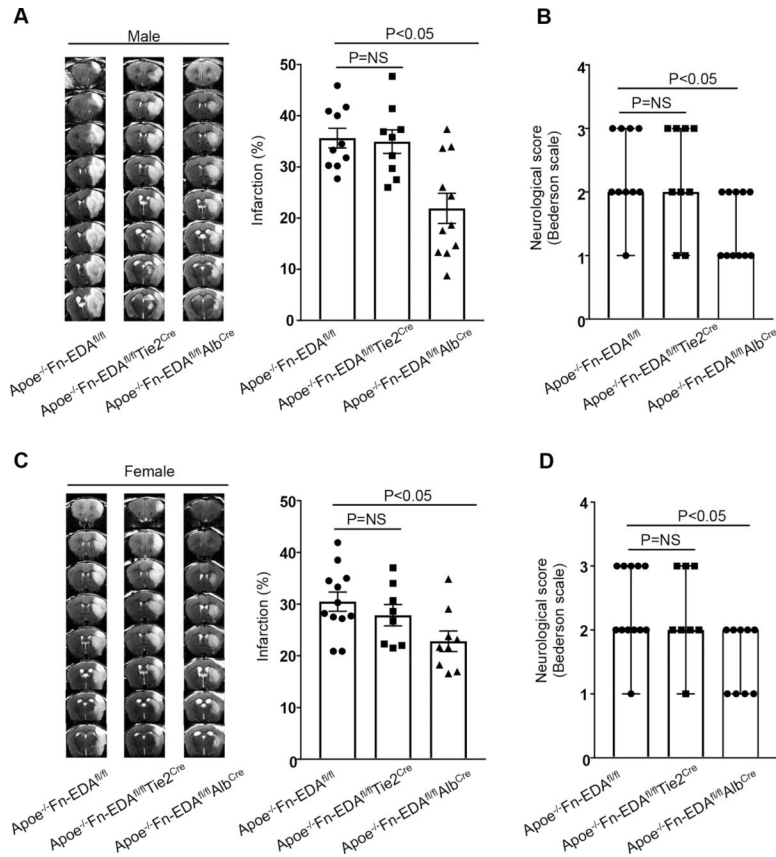 A
Male
Apoe⁻/⁻Fn-EDAfl/fl
Apoe⁻/⁻Fn-EDAfl/flTie2Cre
Apoe⁻/⁻Fn-EDAfl/flAlbCre
P<0.05
P=NS
Infarction (%)
50
40
30
20
10
0
Apoe⁻/⁻Fn-EDAfl/fl
Apoe⁻/⁻Fn-EDAfl/flTie2Cre
Apoe⁻/⁻Fn-EDAfl/flAlbCre
B
P<0.05
P=NS
Neurological score
(Bederson scale)
4
3
2
1
0
Apoe⁻/⁻Fn-EDAfl/fl
Apoe⁻/⁻Fn-EDAfl/flTie2Cre
Apoe⁻/⁻Fn-EDAfl/flAlbCre
C
Female
Apoe⁻/⁻Fn-EDAfl/fl
Apoe⁻/⁻Fn-EDAfl/flTie2Cre
Apoe⁻/⁻Fn-EDAfl/flAlbCre
P<0.05
P=NS
Infarction (%)
50
40
30
20
10
0
Apoe⁻/⁻Fn-EDAfl/fl
Apoe⁻/⁻Fn-EDAfl/flTie2Cre
Apoe⁻/⁻Fn-EDAfl/flAlbCre
D
P<0.05
P=NS
Neurological score
(Bederson scale)
4
3
2
1
0
Apoe⁻/⁻Fn-EDAfl/fl
Apoe⁻/⁻Fn-EDAfl/flTie2Cre
Apoe⁻/⁻Fn-EDAfl/flAlbCre